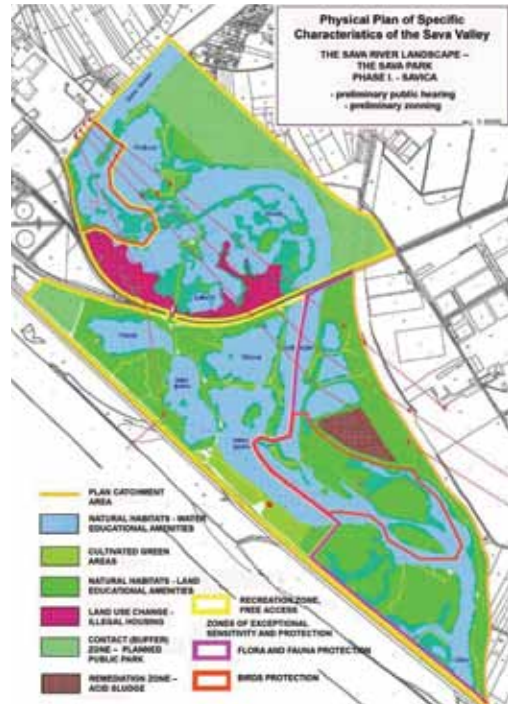 Physical Plan of Specific
Characteristics of the Sava Valley
THE SAVA RIVER LANDSCAPE –
THE SAVA PARK
PHASE I. - SAVICA
- preliminary public hearing
- preliminary zonning
PLAN CATCHMENT
AREA
NATURAL HABITATS - WATER
EDUCATIONAL AMENITIES
CULTIVATED GREEN
AREAS
NATURAL HABITATS - LAND
EDUCATIONAL AMENITIES
LAND USE CHANGE -
ILLEGAL HOUSING
CONTACT (BUFFER)
ZONE – PLANNED
PUBLIC PARK
REMEDIATION ZONE –
ACID SLUDGE
RECREATION ZONE,
FREE ACCESS
ZONES OF EXCEPTIONAL
SENSITIVITY AND PROTECTION
FLORA AND FAUNA PROTECTION
BIRDS PROTECTION